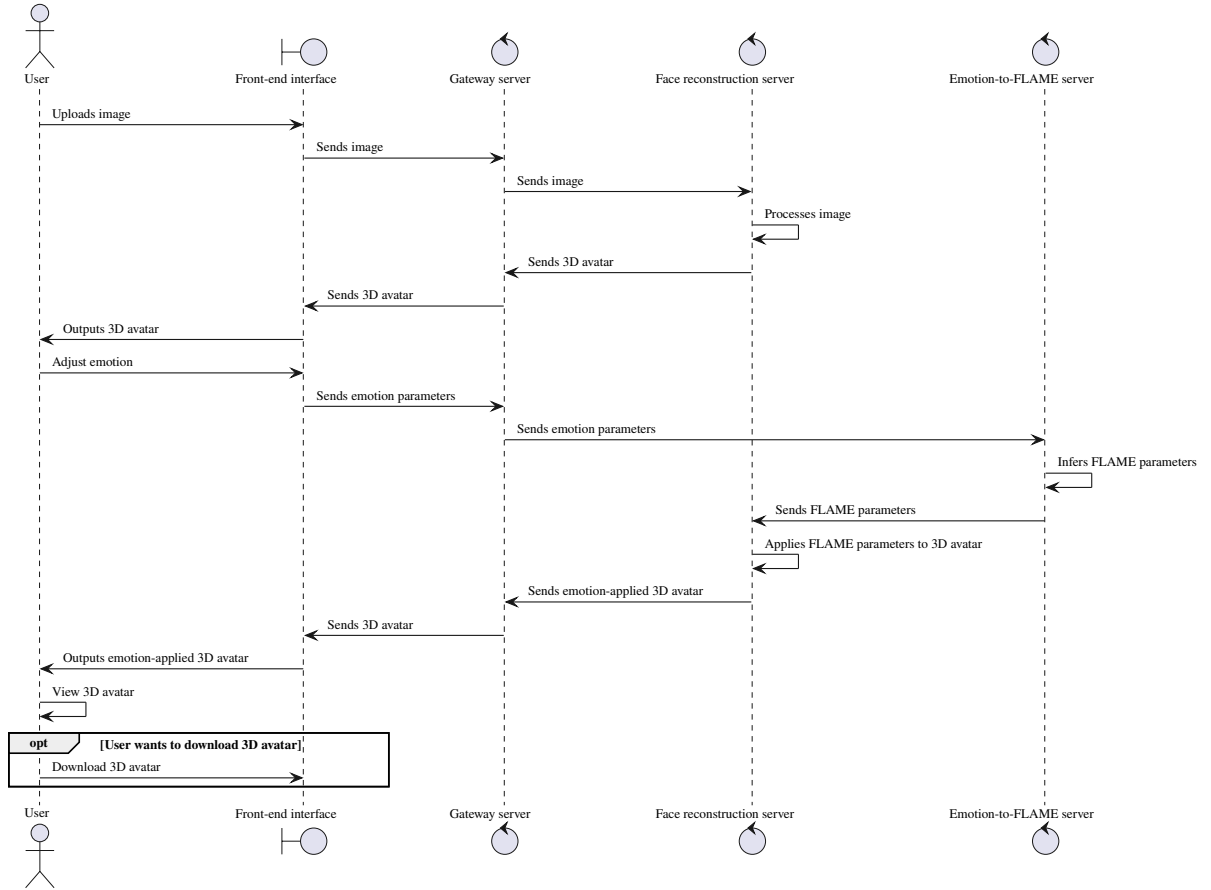 User
Front-end interface
Gateway server
Face reconstruction server
Emotion-to-FLAME server
Uploads image
Sends image
Sends image
Processes image
Sends 3D avatar
Sends 3D avatar
Outputs 3D avatar
Adjust emotion
Sends emotion parameters
Sends emotion parameters
Infers FLAME parameters
Sends FLAME parameters
Applies FLAME parameters to 3D avatar
Sends emotion-applied 3D avatar
Sends 3D avatar
Outputs emotion-applied 3D avatar
View 3D avatar
opt [User wants to download 3D avatar]
Download 3D avatar
User
Front-end interface
Gateway server
Face reconstruction server
Emotion-to-FLAME server